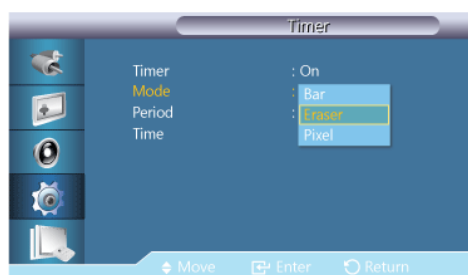 Timer
Timer : On
Mode : Bar
Period : Eraser
Time Pixel
Move Enter Return